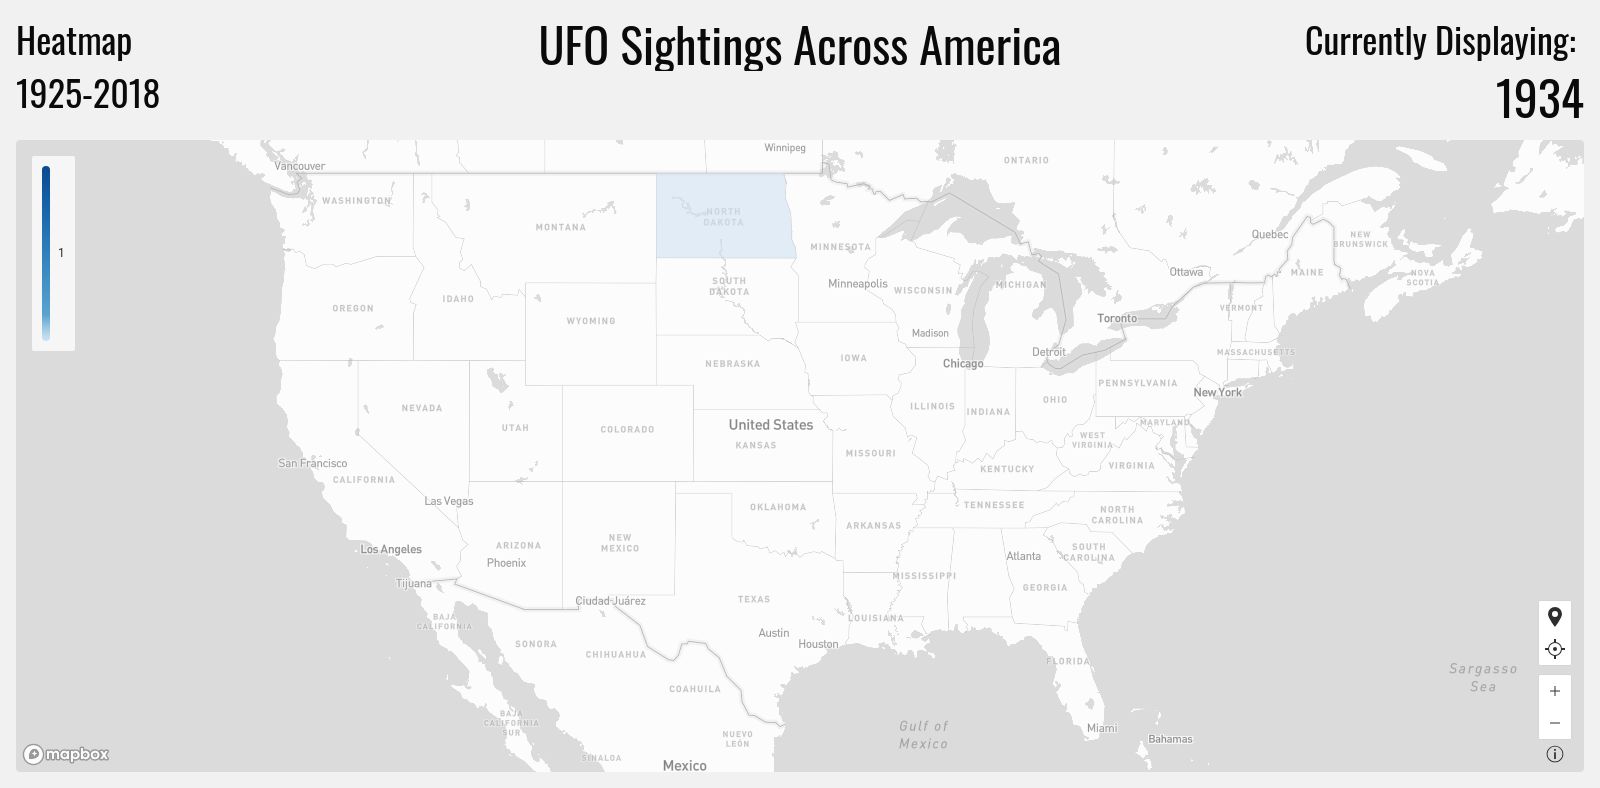 Heatmap
1925-2018
UFO Sightings Across America
Currently Displaying:
1934
1
Vancouver
Winnipeg
ONTARIO
WASHINGTON
MONTANA
NORTH
DAKOTA
MINNESOTA
Quebec
NEW
BRUNSWICK
MAINE
NOVA
SCOTIA
Ottawa
SOUTH
DAKOTA
Minneapolis
WISCONSIN
MICHIGAN
OREGON
IDAHO
WYOMING
VERMONT
Toronto
Madison
Detroit
MASSACHUSETTS
NEBRASKA
IOWA
Chicago
PENNSYLVANIA
New York
NEVADA
UTAH
COLORADO
United States
KANSAS
ILLINOIS
INDIANA
OHIO
MARYLAND
WEST
VIRGINIA
VIRGINIA
MISSOURI
KENTUCKY
San Francisco
CALIFORNIA
Las Vegas
OKLAHOMA
ARKANSAS
TENNESSEE
NORTH
CAROLINA
Los Angeles
ARIZONA
Phoenix
NEW
MEXICO
Atlanta
SOUTH
CAROLINA
MISSISSIPPI
GEORGIA
Tijuana
Ciudad Juárez
TEXAS
BAJA
CALIFORNIA
LOUISIANA
Austin
Houston
SONORA
CHIHUAHUA
FLORIDA
Sargasso
Sea
COAHUILA
BAJA
CALIFORNIA
SUR
NUEVO
LEÓN
Gulf of
Mexico
Miami
Bahamas
SINALOA
Mexico
mapbox